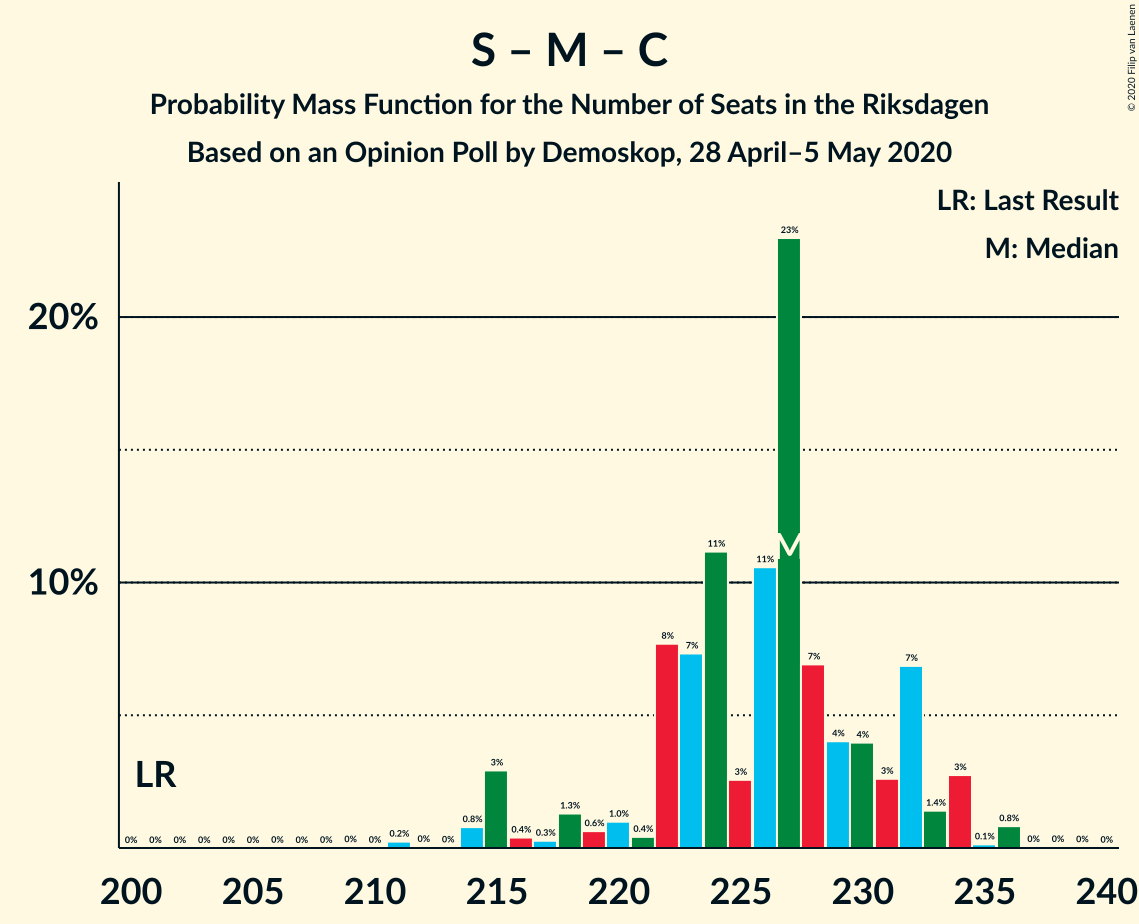 © 2020 Filip van Laenen
S – M – C
Probability Mass Function for the Number of Seats in the Riksdagen
Based on an Opinion Poll by Demoskop, 28 April–5 May 2020
LR: Last Result
M: Median
20%
10%
LR
M
0% 0% 0% 0% 0% 0% 0% 0% 0% 0% 0% 0.2% 0% 0% 0.8% 3% 0.4% 0.3% 1.3% 0.6% 1.0% 0.4% 8% 7% 11% 3% 11% 23% 7% 4% 4% 3% 7% 1.4% 3% 0.1% 0.8% 0% 0% 0% 0%
200 205 210 215 220 225 230 235 240